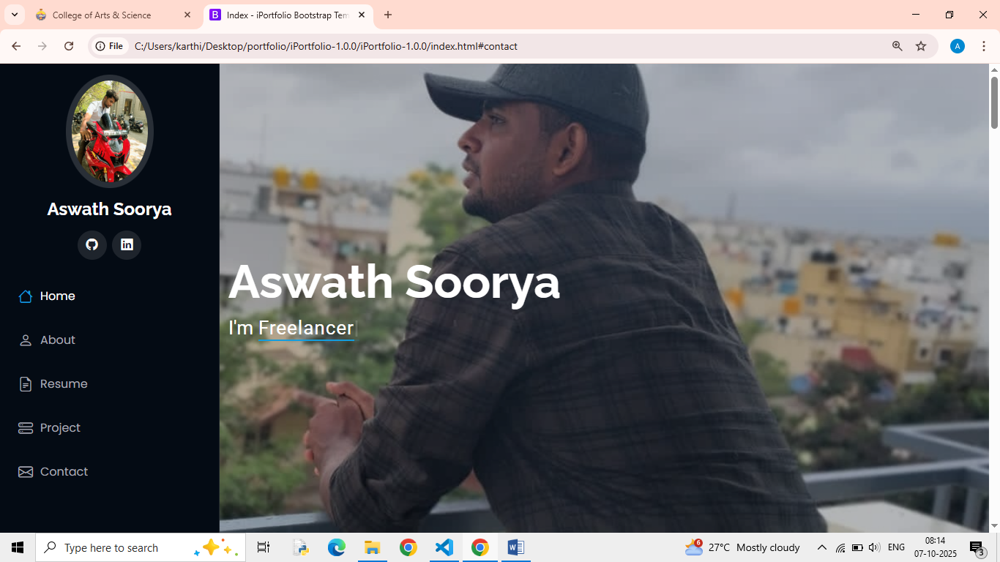 College of Arts & Science
Index - iPortfolio Bootstrap Tem
File
C:/Users/karthi/Desktop/portfolio/iPortfolio-1.0.0/iPortfolio-1.0.0/index.html#contact
A
Aswath Soorya
Home
About
Resume
Project
Contact
Aswath Soorya
I'm Freelancer
Type here to search
6
27°C Mostly cloudy
ENG
08:14
07-10-2025
3